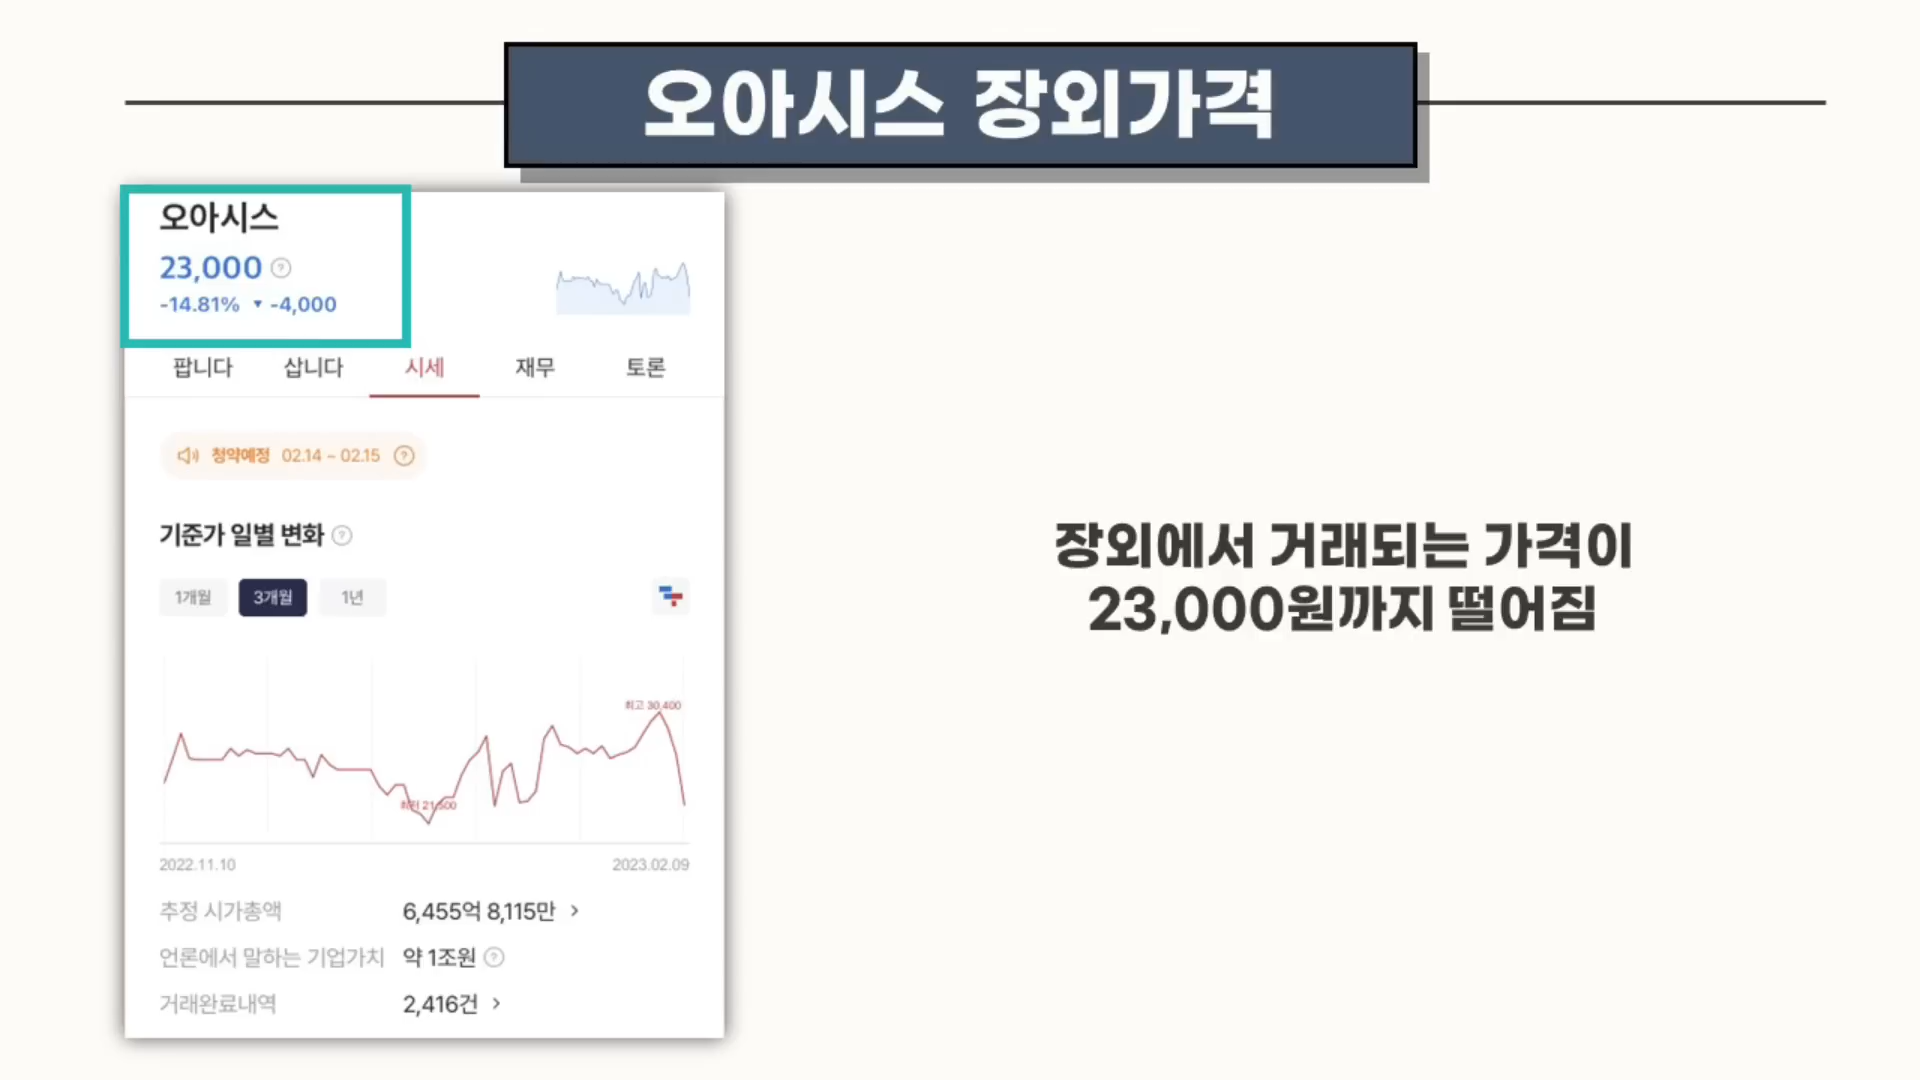 오아시스 장외가격
오아시스
23,000 ?
-14.81% ▼ -4,000
팝니다 삽니다 시세 재무 토론
청약예정 02.14 ~ 02.15 ?
기준가 일별 변화 ?
1개월 3개월 1년
최고 30,400
최저 21,500
2022.11.10 2023.02.09
추정 시가총액 6,455억 8,115만 >
언론에서 말하는 기업가치 약 1조원 ?
거래완료내역 2,416건 >
장외에서 거래되는 가격이
23,000원까지 떨어짐